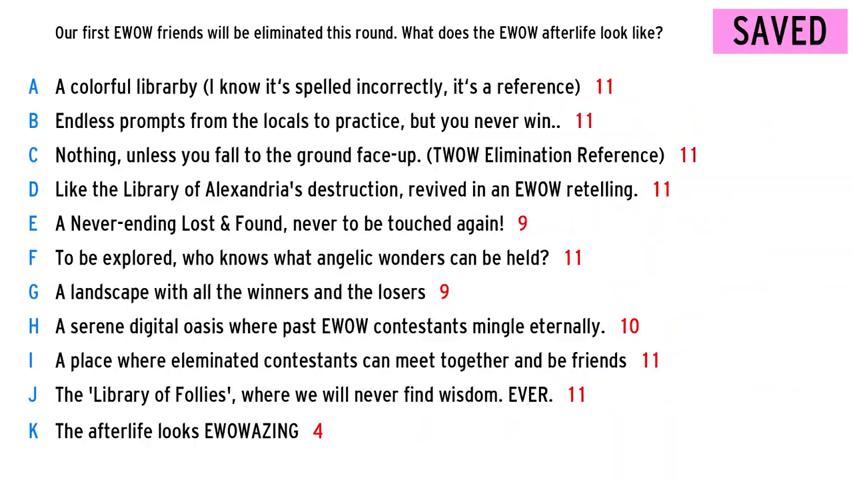 Our first EWOW friends will be eliminated this round. What does the EWOW afterlife look like?
SAVED
A A colorful librarby (I know it's spelled incorrectly, it's a reference) 11
B Endless prompts from the locals to practice, but you never win.. 11
C Nothing, unless you fall to the ground face-up. (TWOW Elimination Reference) 11
D Like the Library of Alexandria's destruction, revived in an EWOW retelling. 11
E A Never-ending Lost & Found, never to be touched again! 9
F To be explored, who knows what angelic wonders can be held? 11
G A landscape with all the winners and the losers 9
H A serene digital oasis where past EWOW contestants mingle eternally. 10
I A place where eleminated contestants can meet together and be friends 11
J The 'Library of Follies', where we will never find wisdom. EVER. 11
K The afterlife looks EWOWAZING 4